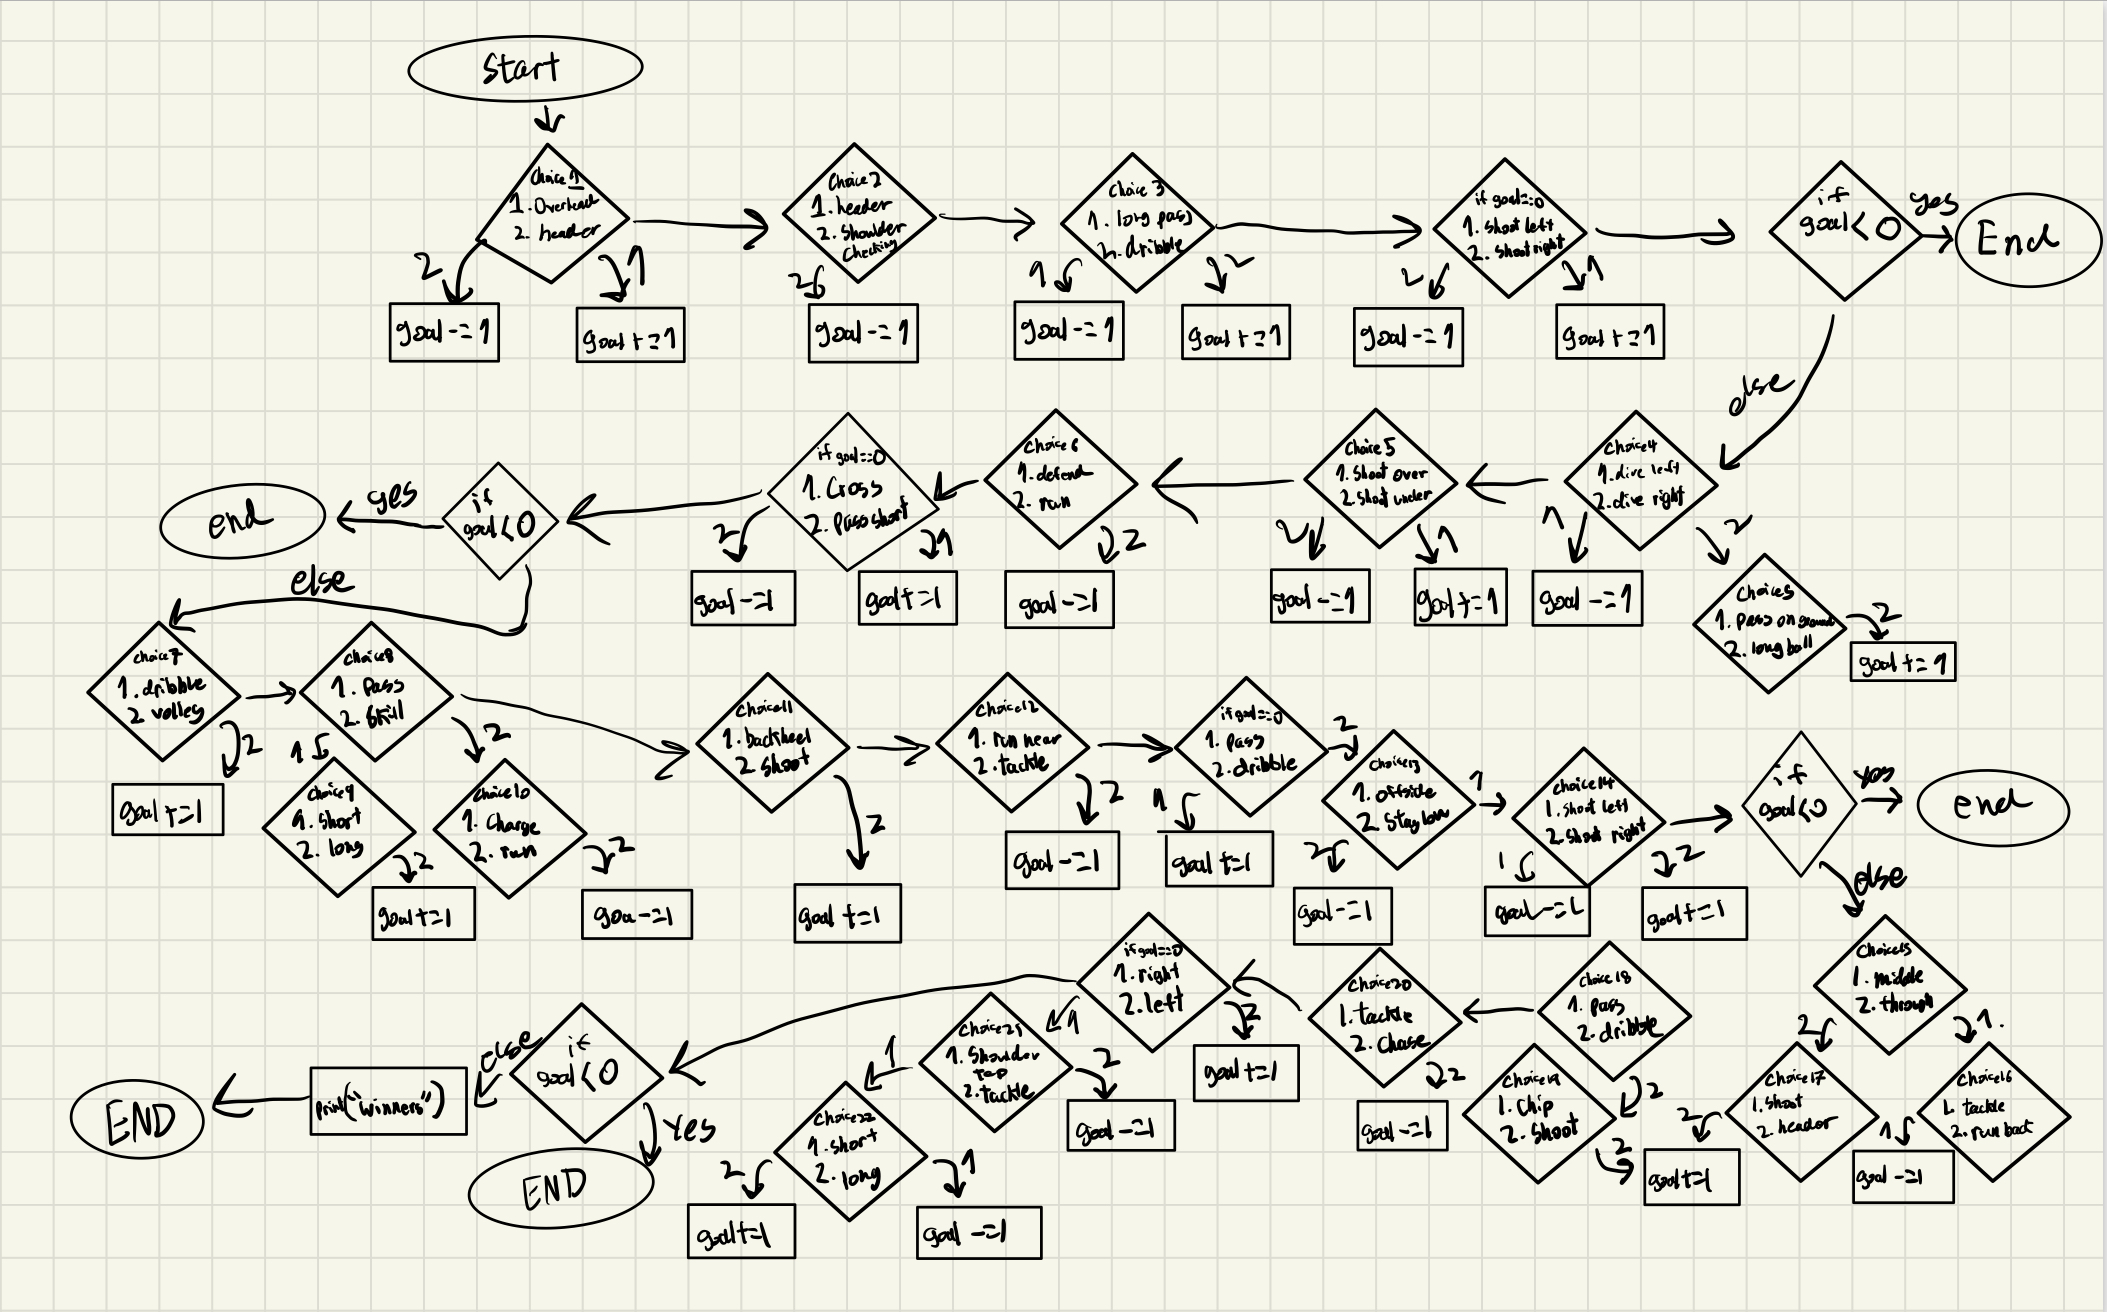 Start
Choice 1
1. Overhead
2. header
2
1
goal -= 1
goal += 1
Choice 2
1. header
2. Shoulder
Checking
2
goal -= 1
Choice 3
1. long pass
2. dribble
1
2
goal -= 1
goal += 1
if goal==0
1. shoot left
2. shoot right
2
1
goal -= 1
goal += 1
if
goal < 0
yes
End
else
Choice 4
1. dive left
2. dive right
1
2
goal -= 1
Choice 5
1. Pass on ground
2. long ball
2
goal += 1
Choice 5
1. Shoot over
2. Shoot under
2
1
goal -= 1
goal += 1
Choice 6
1. defend
2. run
2
goal -= 1
if goal==0
1. Cross
2. Pass short
2
1
goal -= 1
goal += 1
if
goal < 0
yes
end
else
Choice 7
1. dribble
2 volley
2
goal += 1
Choice 8
1. Pass
2. Skill
1
2
Choice 9
1. Short
2. long
2
goal += 1
Choice 10
1. Charge
2. run
2
goa -= 1
Choice 11
1. backheel
2. shoot
2
goal += 1
Choice 12
1. run near
2. tackle
2
goal -= 1
if goal==0
1. Pass
2. dribble
1
2
goal += 1
Choice 13
1. offside
2. Stay low
2
1
goal -= 1
Choice 14
1. shoot left
2. Shoot right
1
2
goal -= 1
goal += 1
if
goal < 0
Yes
end
else
Choice 15
1. middle
2. through
2
1.
Choice 16
1. tackle
2. run back
1
goal -= 1
Choice 17
1. shoot
2. header
2
goal += 1
Choice 18
1. Pass
2. dribble
2
Choice 19
1. Chip
2. Shoot
2
Choice 20
1. tackle
2. Chase
2
goal -= 1
if goal==0
1. right
2. left
1
2
goal += 1
Choice 21
1. Shoulder
2. tackle
1
2
goal -= 1
Choice 22
1. short
2. long
2
1
goal += 1
goal -= 1
if
goal < 0
else
Yes
END
print("Winners")
END